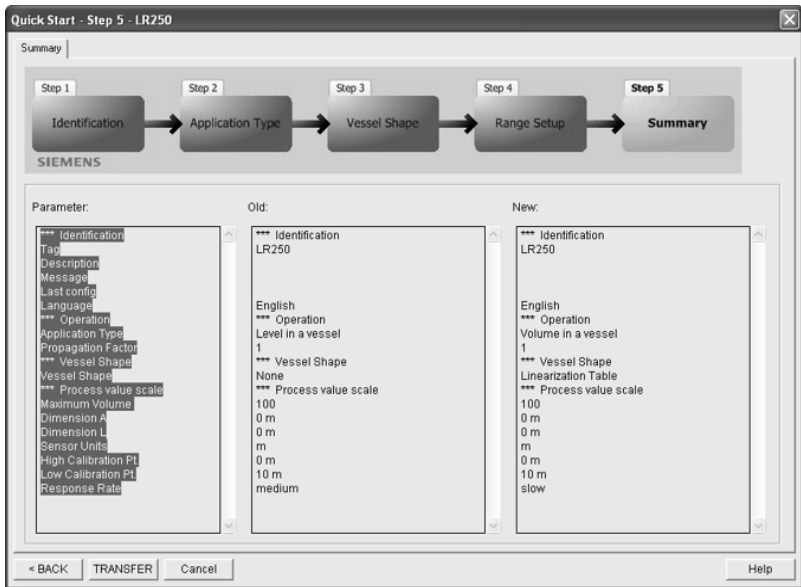 Quick Start - Step 5 - LR250
Summary
Step 1
Step 2
Step 3
Step 4
Step 5
Identification
Application Type
Vessel Shape
Range Setup
Summary
SIEMENS
Parameter:
*** Identification
Tag
Description
Message
Last config
Language
*** Operation
Application Type
Propagation Factor
*** Vessel Shape
Vessel Shape
*** Process value scale
Maximum Volume
Dimension A
Dimension L
Sensor Units
High Calibration Pt.
Low Calibration Pt.
Response Rate
Old:
*** Identification
LR250
English
*** Operation
Level in a vessel
1
*** Vessel Shape
None
*** Process value scale
100
0 m
0 m
m
0 m
10 m
medium
New:
*** Identification
LR250
English
*** Operation
Volume in a vessel
1
*** Vessel Shape
Linearization Table
*** Process value scale
100
0 m
0 m
m
0 m
10 m
slow
< BACK
TRANSFER
Cancel
Help